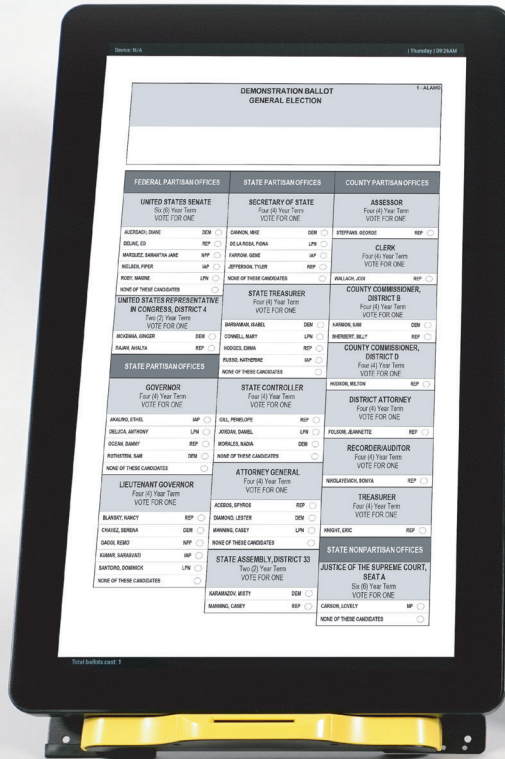 Device: N/A
| Thursday | 09:26AM
DEMONSTRATION BALLOT
GENERAL ELECTION
1 - ALAMO
FEDERAL PARTISAN OFFICES
UNITED STATES SENATE
Six (6) Year Term
VOTE FOR ONE
AUERBACH, DIANE DEM
DELINE, ED REP
MARQUEZ, SAMANTHA JANE NPP
NIELSEN, PIPER IAP
ROBY, MAXINE LPN
NONE OF THESE CANDIDATES
UNITED STATES REPRESENTATIVE
IN CONGRESS, DISTRICT 4
Two (2) Year Term
VOTE FOR ONE
MCKENNA, GINGER DEM
RAJAN, AHALYA REP
STATE PARTISAN OFFICES
GOVERNOR
Four (4) Year Term
VOTE FOR ONE
AKAUNO, ETHEL IAP
DELUCA, ANTHONY LPN
OCEAN, DANNY REP
ROTHSTEIN, SAM DEM
NONE OF THESE CANDIDATES
LIEUTENANT GOVERNOR
Four (4) Year Term
VOTE FOR ONE
BLANSKY, NANCY REP
CHAVEZ, SERENA DEM
DAGGI, REMO NPP
KUMAR, SARASVATI IAP
SANTORO, DOMINICK LPN
NONE OF THESE CANDIDATES
STATE PARTISAN OFFICES
SECRETARY OF STATE
Four (4) Year Term
VOTE FOR ONE
CANNON, MIKE DEM
DE LA ROSA, FIONA LPN
FARRONI, GENE IAP
JEFFERSON, TYLER REP
NONE OF THESE CANDIDATES
STATE TREASURER
Four (4) Year Term
VOTE FOR ONE
BARSAMIAN, ISABEL DEM
CONNELL, MARY LPN
HODGES, EMMA REP
RUSSO, KATHERINE IAP
NONE OF THESE CANDIDATES
STATE CONTROLLER
Four (4) Year Term
VOTE FOR ONE
GILL, PENELOPE REP
JORDAN, DANIEL LPN
MORALES, NADIA DEM
NONE OF THESE CANDIDATES
ATTORNEY GENERAL
Four (4) Year Term
VOTE FOR ONE
ACEBOS, SPYROS REP
DIAMOND, LESTER DEM
MANNING, CASEY LPN
NONE OF THESE CANDIDATES
STATE ASSEMBLY, DISTRICT 33
Two (2) Year Term
VOTE FOR ONE
KARAMAZOV, MISTY DEM
MANNING, CASEY REP
COUNTY PARTISAN OFFICES
ASSESSOR
Four (4) Year Term
VOTE FOR ONE
STEFFANS, GEORGE REP
CLERK
Four (4) Year Term
VOTE FOR ONE
WALLACH, JODI REP
COUNTY COMMISSIONER,
DISTRICT B
Four (4) Year Term
VOTE FOR ONE
HARMON, SAM DEM
SHERBERT, BILLY REP
COUNTY COMMISSIONER,
DISTRICT D
Four (4) Year Term
VOTE FOR ONE
HUDSON, MILTON REP
DISTRICT ATTORNEY
Four (4) Year Term
VOTE FOR ONE
FOLSOM, JEANNETTE REP
RECORDER/AUDITOR
Four (4) Year Term
VOTE FOR ONE
NIKOLAYEVICH, SONYA REP
TREASURER
Four (4) Year Term
VOTE FOR ONE
KNIGHT, ERIC REP
STATE NONPARTISAN OFFICES
JUSTICE OF THE SUPREME COURT,
SEAT A
Six (6) Year Term
VOTE FOR ONE
CARSON, LOVELY NP
NONE OF THESE CANDIDATES
Total ballots cast: 1